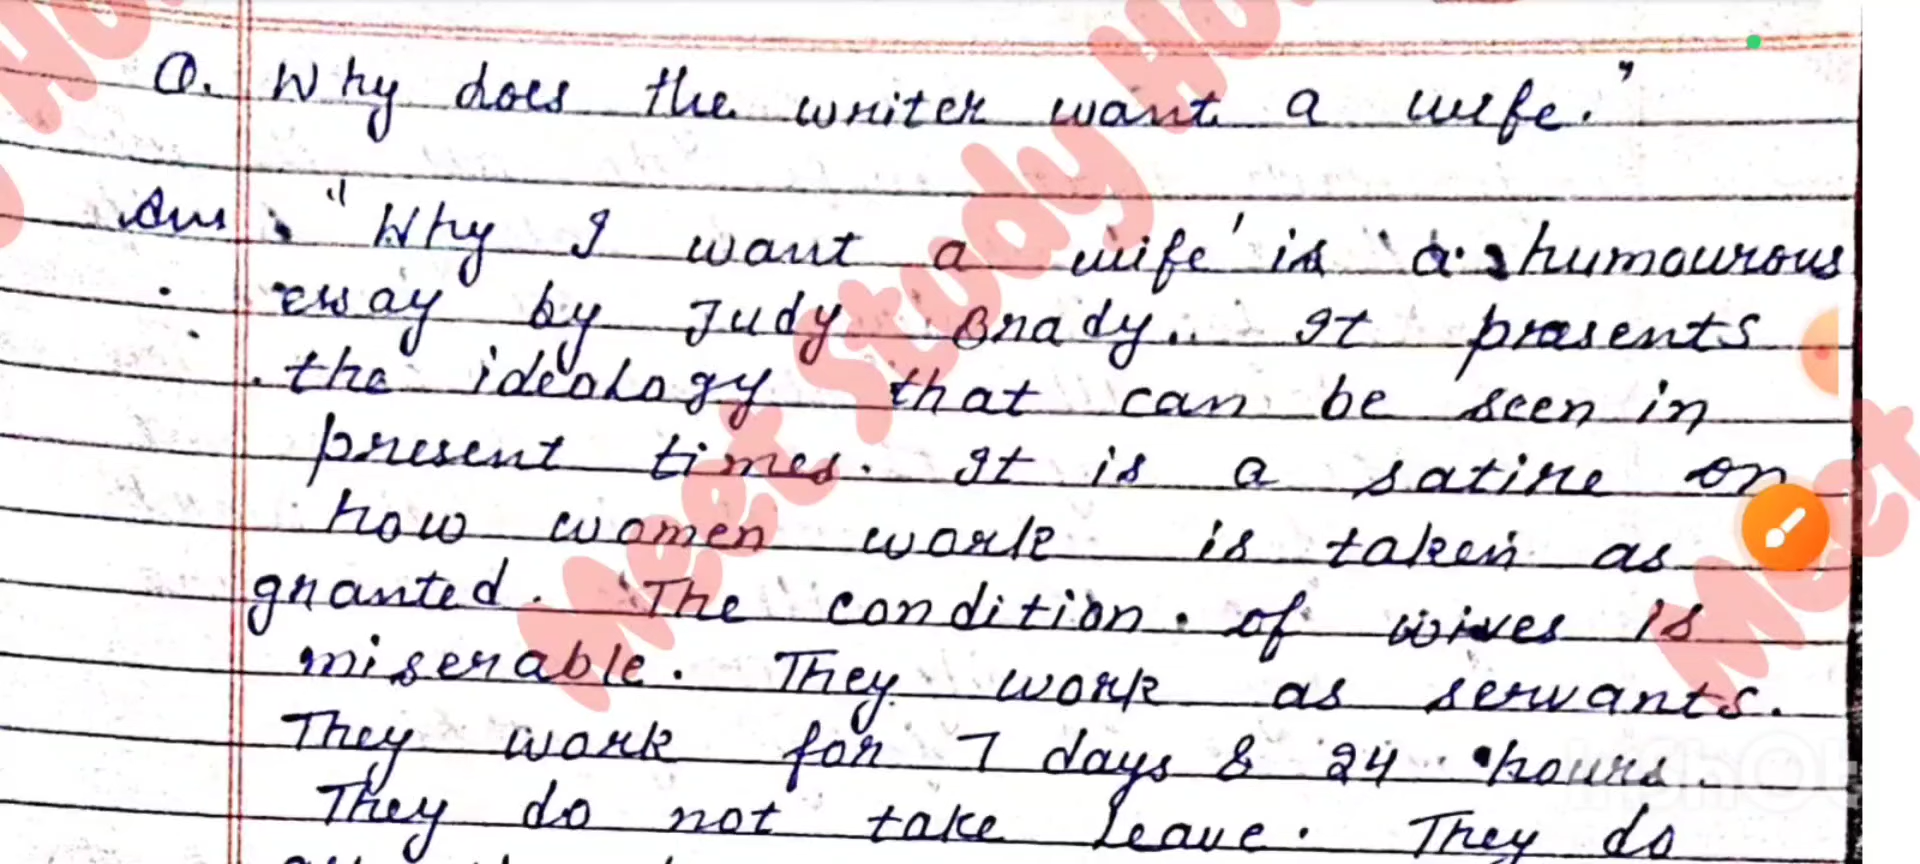 Q. Why does the writer want a wife."
Ans. "Why I want a wife' is a humourous
essay by Judy Brady. It presents
the ideology that can be seen in
present times. It is a satire on
how women work is taken as
granted. The condition of wives is
miserable. They work as servants.
They work for 7 days & 24 hours.
They do not take leave. They do
Meet Study
Meet